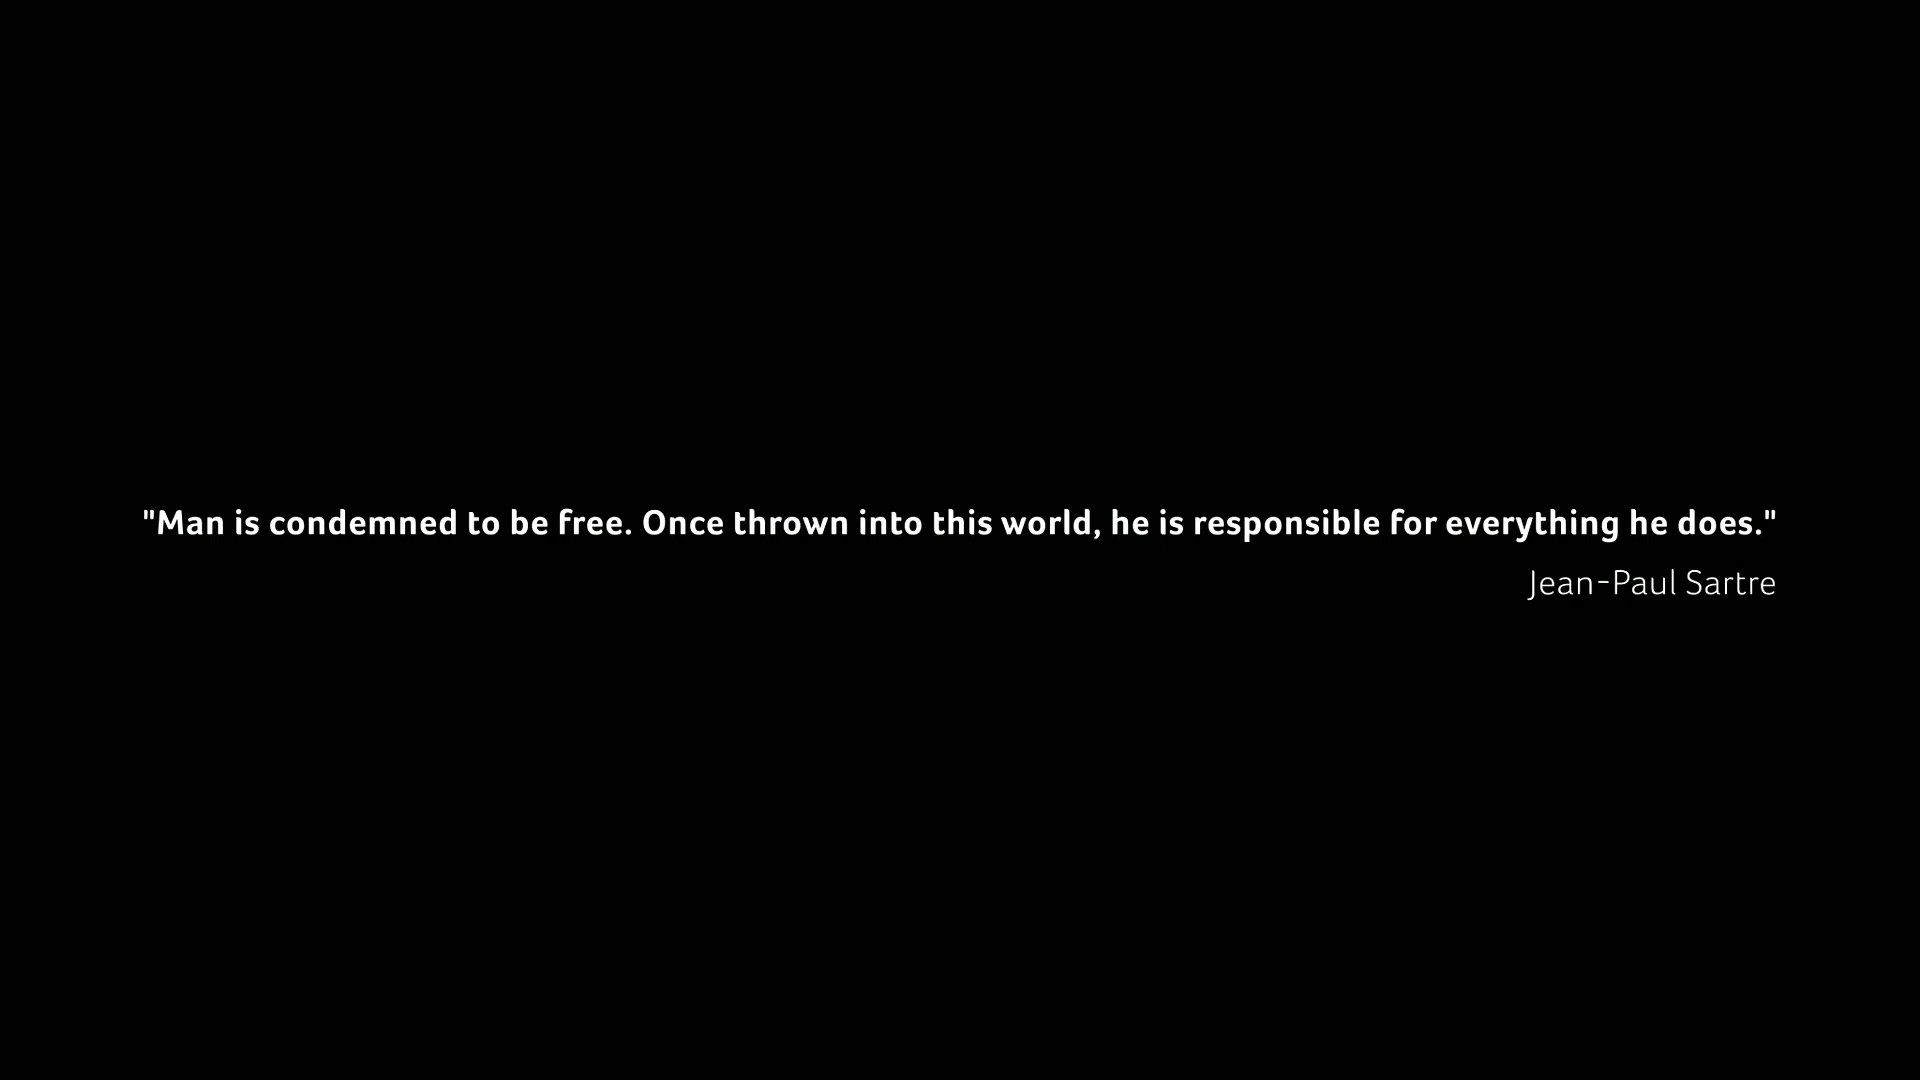 "Man is condemned to be free. Once thrown into this world, he is responsible for everything he does."
Jean-Paul Sartre